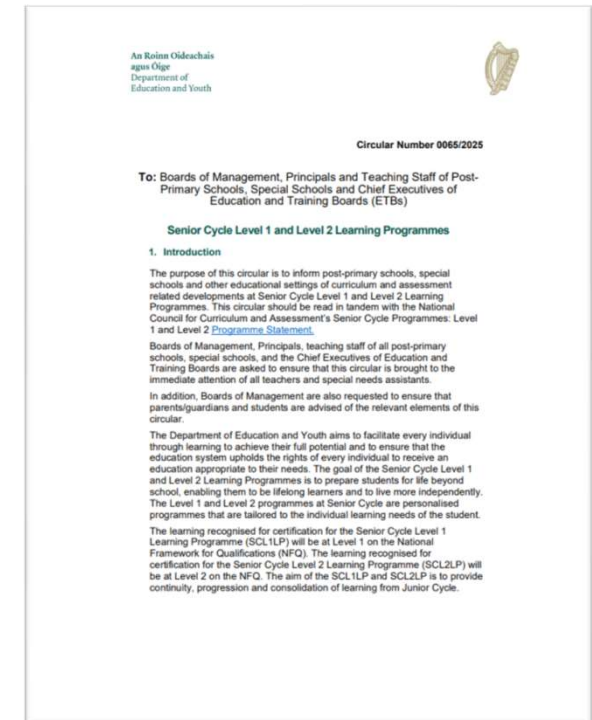 An Roinn Oideachais
agus Óige
Department of
Education and Youth
Circular Number 0065/2025
To: Boards of Management, Principals and Teaching Staff of Post-
Primary Schools, Special Schools and Chief Executives of
Education and Training Boards (ETBs)
Senior Cycle Level 1 and Level 2 Learning Programmes
1. Introduction
The purpose of this circular is to inform post-primary schools, special
schools and other educational settings of curriculum and assessment
related developments at Senior Cycle Level 1 and Level 2 Learning
Programmes. This circular should be read in tandem with the National
Council for Curriculum and Assessment's Senior Cycle Programmes: Level
1 and Level 2 Programme Statement.
Boards of Management, Principals, teaching staff of all post-primary
schools, special schools, and the Chief Executives of Education and
Training Boards are asked to ensure that this circular is brought to the
immediate attention of all teachers and special needs assistants.
In addition, Boards of Management are also requested to ensure that
parents/guardians and students are advised of the relevant elements of this
circular.
The Department of Education and Youth aims to facilitate every individual
through learning to achieve their full potential and to ensure that the
education system upholds the rights of every individual to receive an
education appropriate to their needs. The goal of the Senior Cycle Level 1
and Level 2 Learning Programmes is to prepare students for life beyond
school, enabling them to be lifelong learners and to live more independently.
The Level 1 and Level 2 programmes at Senior Cycle are personalised
programmes that are tailored to the individual learning needs of the student.
The learning recognised for certification for the Senior Cycle Level 1
Learning Programme (SCL1LP) will be at Level 1 on the National
Framework for Qualifications (NFQ). The learning recognised for
certification for the Senior Cycle Level 2 Learning Programme (SCL2LP) will
be at Level 2 on the NFQ. The aim of the SCL1LP and SCL2LP is to provide
continuity, progression and consolidation of learning from Junior Cycle.